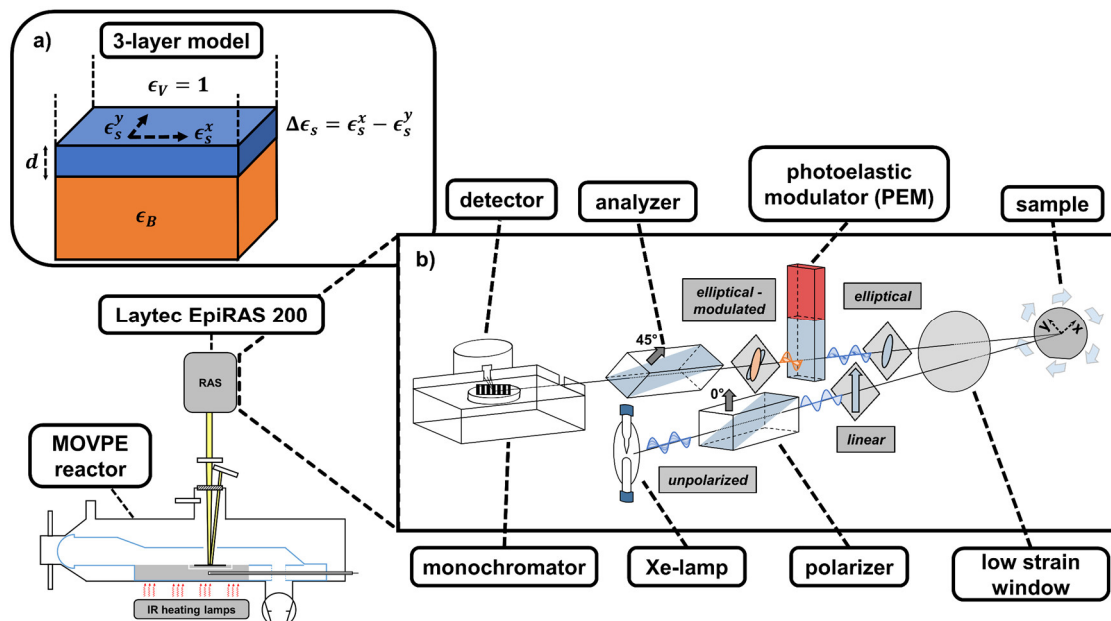 a)
3-layer model
ϵ_V = 1
ϵ_s^y
ϵ_s^x
Δϵ_s = ϵ_s^x − ϵ_s^y
d
ϵ_B
detector
analyzer
photoelastic
modulator (PEM)
sample
b)
elliptical -
modulated
elliptical
45°
y
x
0°
linear
unpolarized
Laytec EpiRAS 200
RAS
MOVPE
reactor
IR heating lamps
monochromator
Xe-lamp
polarizer
low strain
window